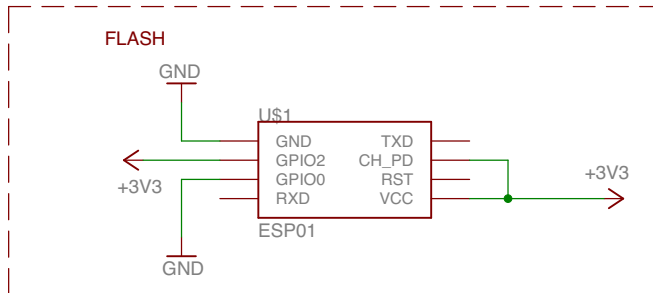 FLASH
GND
U$1
GND TXD
GPIO2 CH_PD
+3V3 GPIO0 RST +3V3
RXD VCC
ESP01
GND